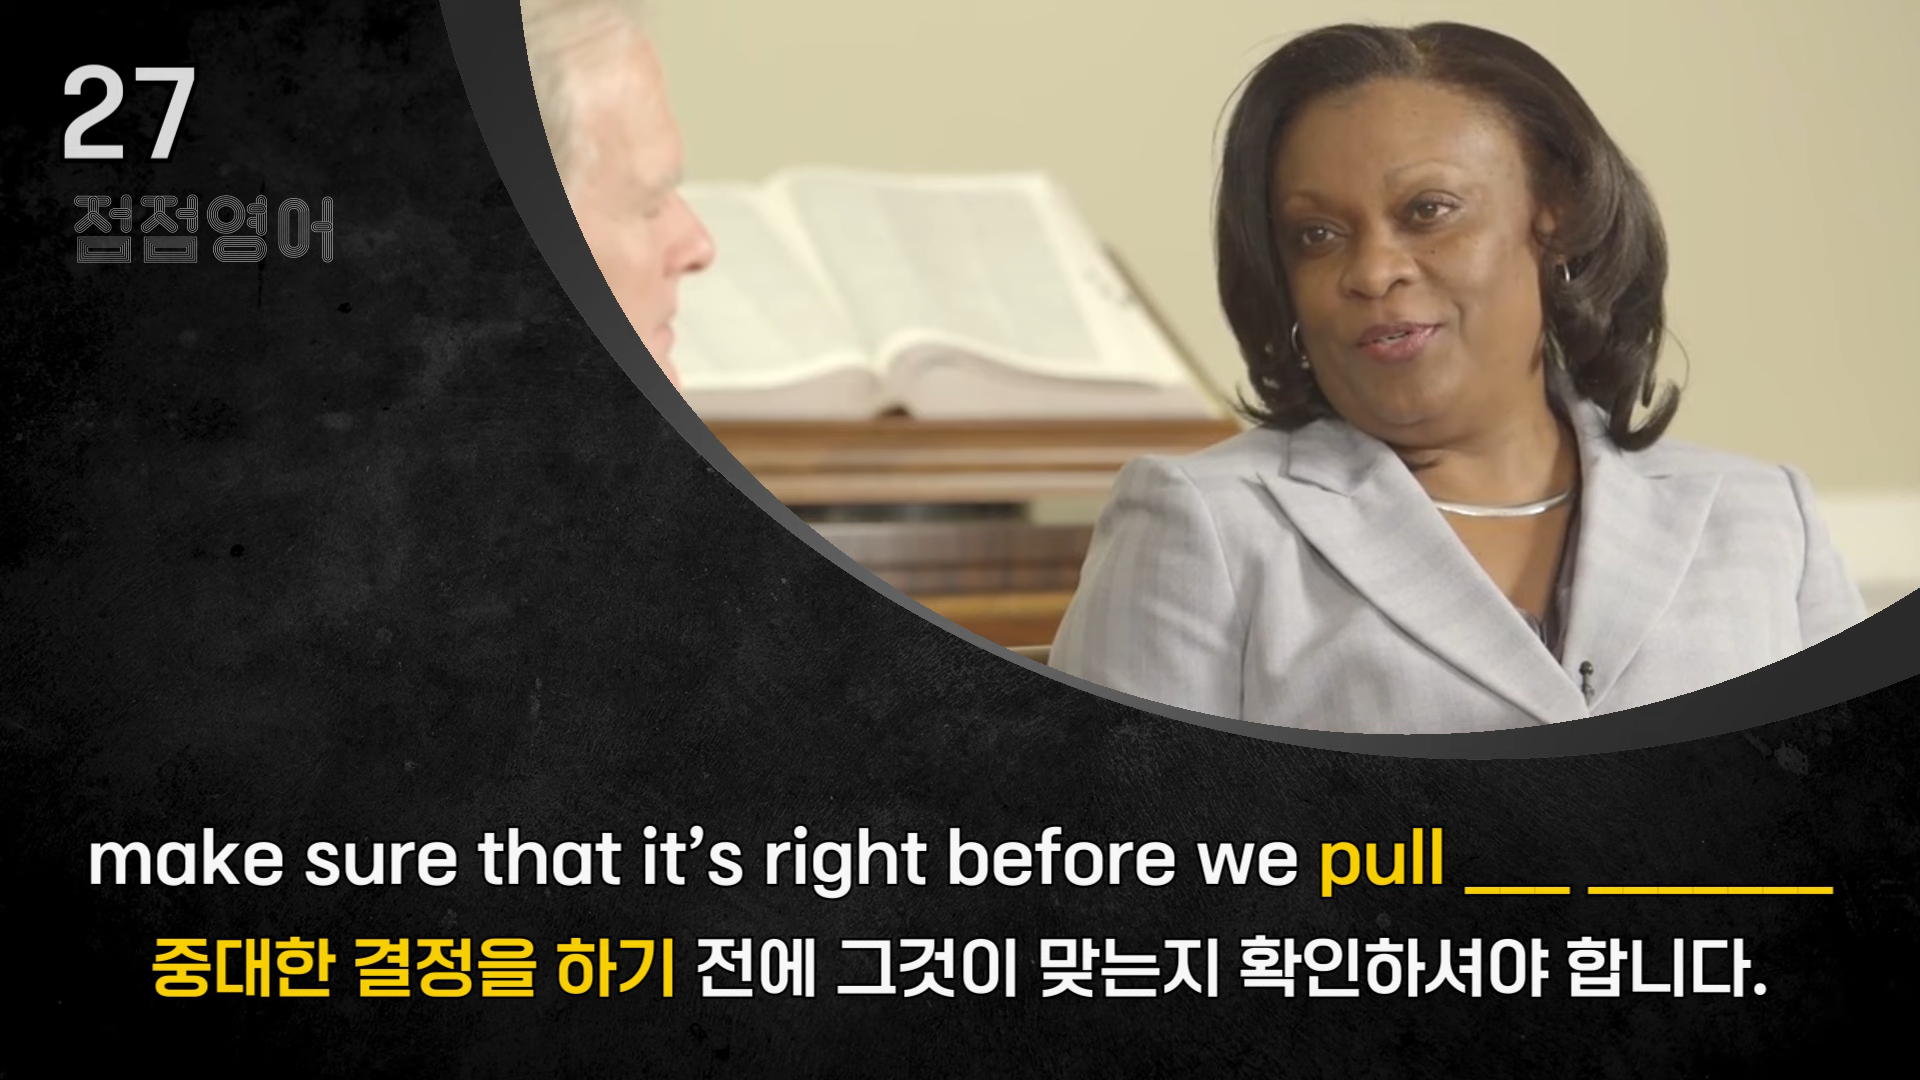 27
점점영어
make sure that it’s right before we pull ___ _______
중대한 결정을 하기 전에 그것이 맞는지 확인하셔야 합니다.